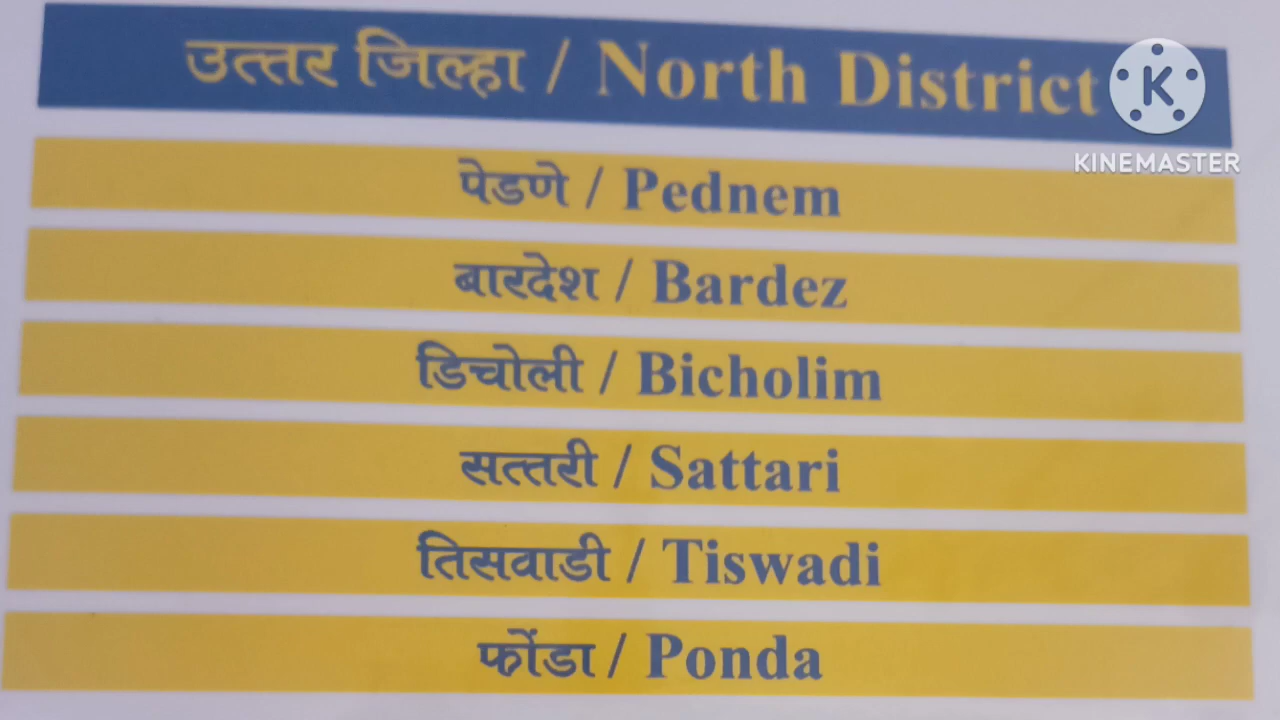 उत्तर जिल्हा / North District
K
KINEMASTER
पेडणे / Pednem
बारदेश / Bardez
डिचोली / Bicholim
सत्तरी / Sattari
तिसवाडी / Tiswadi
फोंडा / Ponda